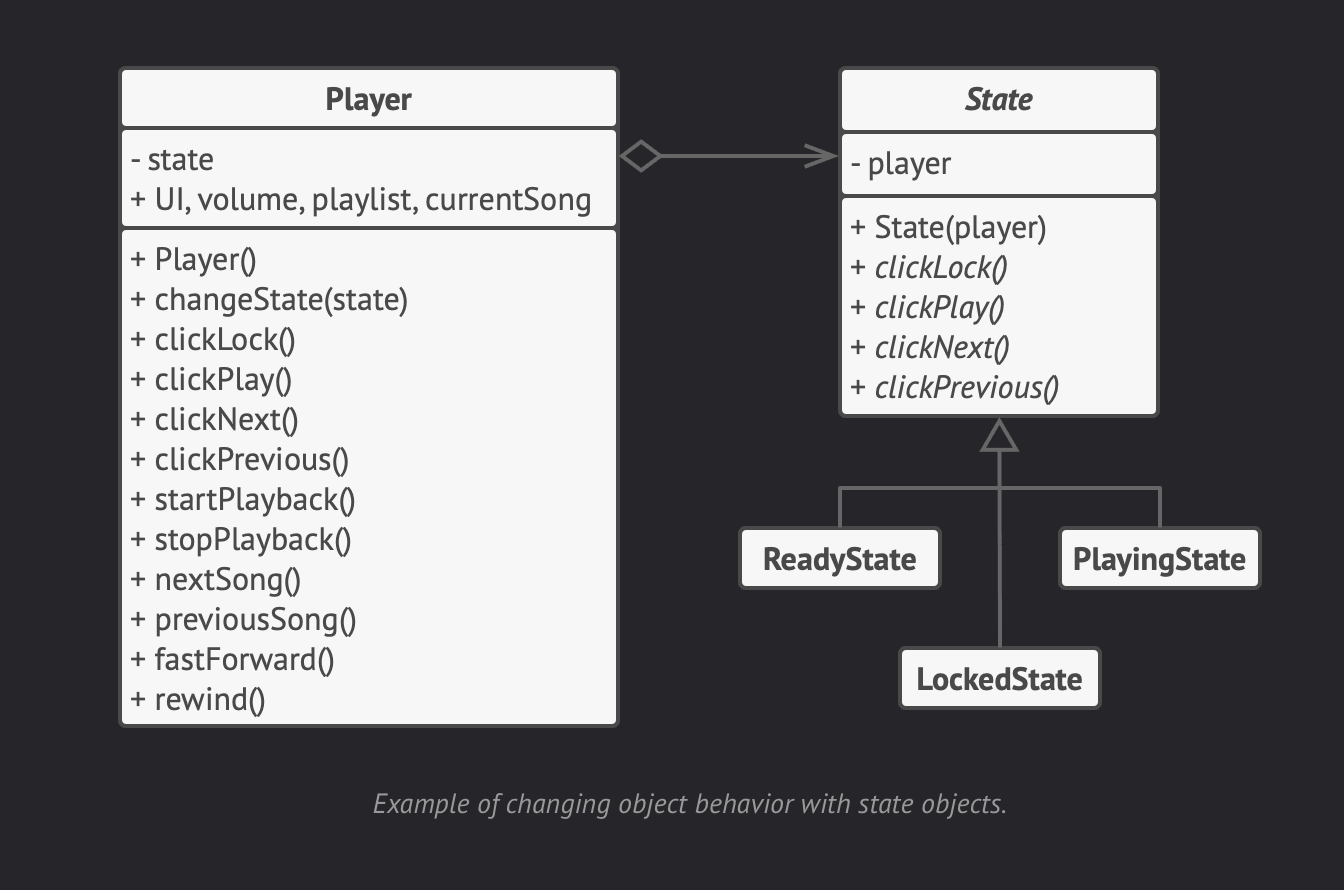 Player
- state
+ UI, volume, playlist, currentSong
+ Player()
+ changeState(state)
+ clickLock()
+ clickPlay()
+ clickNext()
+ clickPrevious()
+ startPlayback()
+ stopPlayback()
+ nextSong()
+ previousSong()
+ fastForward()
+ rewind()
State
- player
+ State(player)
+ clickLock()
+ clickPlay()
+ clickNext()
+ clickPrevious()
ReadyState
PlayingState
LockedState
Example of changing object behavior with state objects.